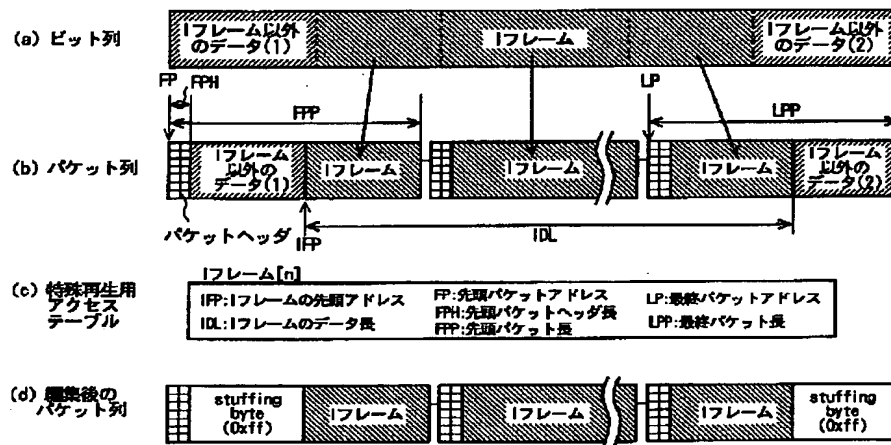 (a) ビット列
Iフレーム以外
のデータ(1)
Iフレーム
Iフレーム以外
のデータ(2)
FP
FPH
FPP
LP
LPP
(b) パケット列
Iフレーム
以外の
データ(1)
Iフレーム
Iフレーム
Iフレーム
Iフレーム
以外の
データ(2)
パケットヘッダ
IFP
IDL
(c) 特殊再生用
アクセス
テーブル
Iフレーム[n]
IFP:Iフレームの先頭アドレス
FP:先頭パケットアドレス
LP:最終パケットアドレス
IDL:Iフレームのデータ長
FPH:先頭パケットヘッダ長
LPP:最終パケット長
FPP:先頭パケット長
(d) 編集後の
パケット列
stuffing
byte
(0xff)
Iフレーム
Iフレーム
Iフレーム
stuffing
byte
(0xff)